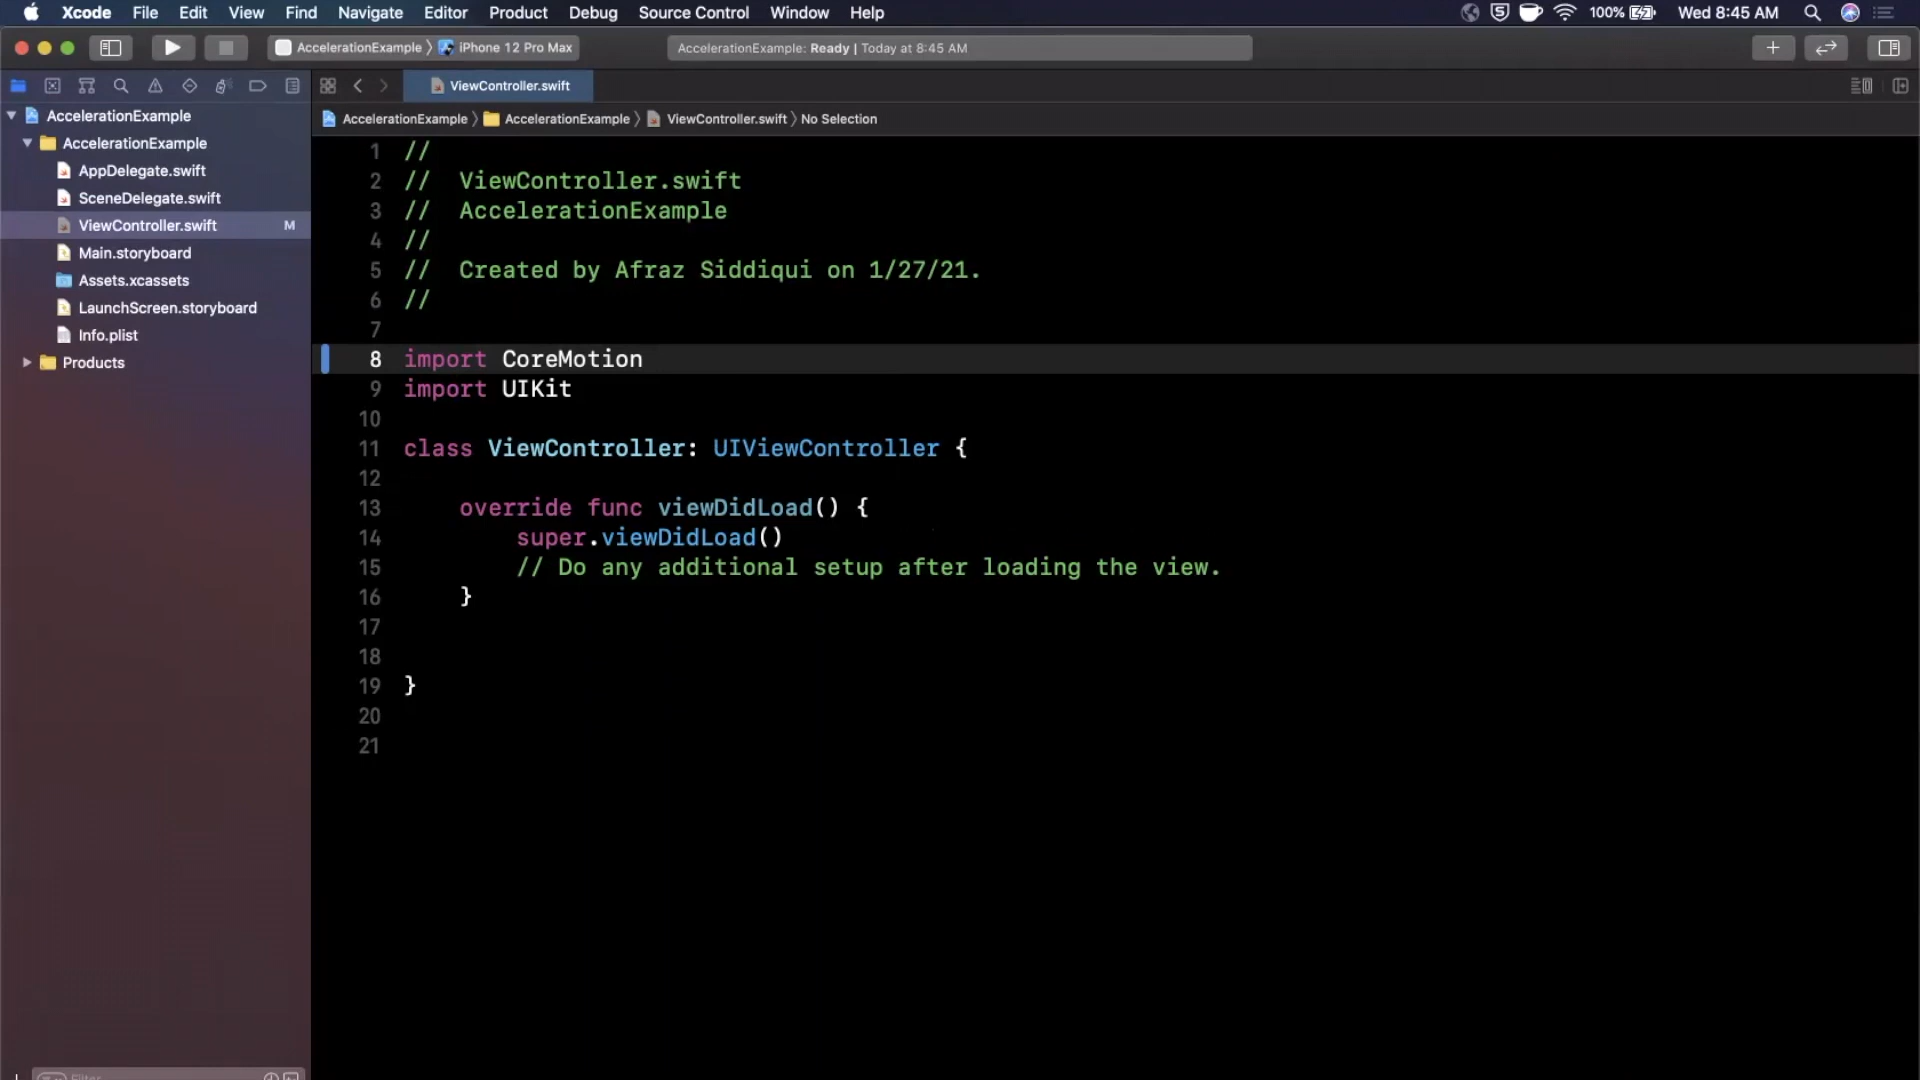 Xcode File Edit View Find Navigate Editor Product Debug Source Control Window Help 100% Wed 8:45 AM
AccelerationExample 〉 iPhone 12 Pro Max AccelerationExample: Ready | Today at 8:45 AM
ViewController.swift
AccelerationExample 〉 AccelerationExample 〉 ViewController.swift 〉 No Selection
AccelerationExample
AccelerationExample
AppDelegate.swift
SceneDelegate.swift
ViewController.swift M
Main.storyboard
Assets.xcassets
LaunchScreen.storyboard
Info.plist
Products
1 //
2 //  ViewController.swift
3 //  AccelerationExample
4 //
5 //  Created by Afraz Siddiqui on 1/27/21.
6 //
7
8 import CoreMotion
9 import UIKit
10
11 class ViewController: UIViewController {
12
13     override func viewDidLoad() {
14         super.viewDidLoad()
15         // Do any additional setup after loading the view.
16     }
17
18
19 }
20
21
Filter